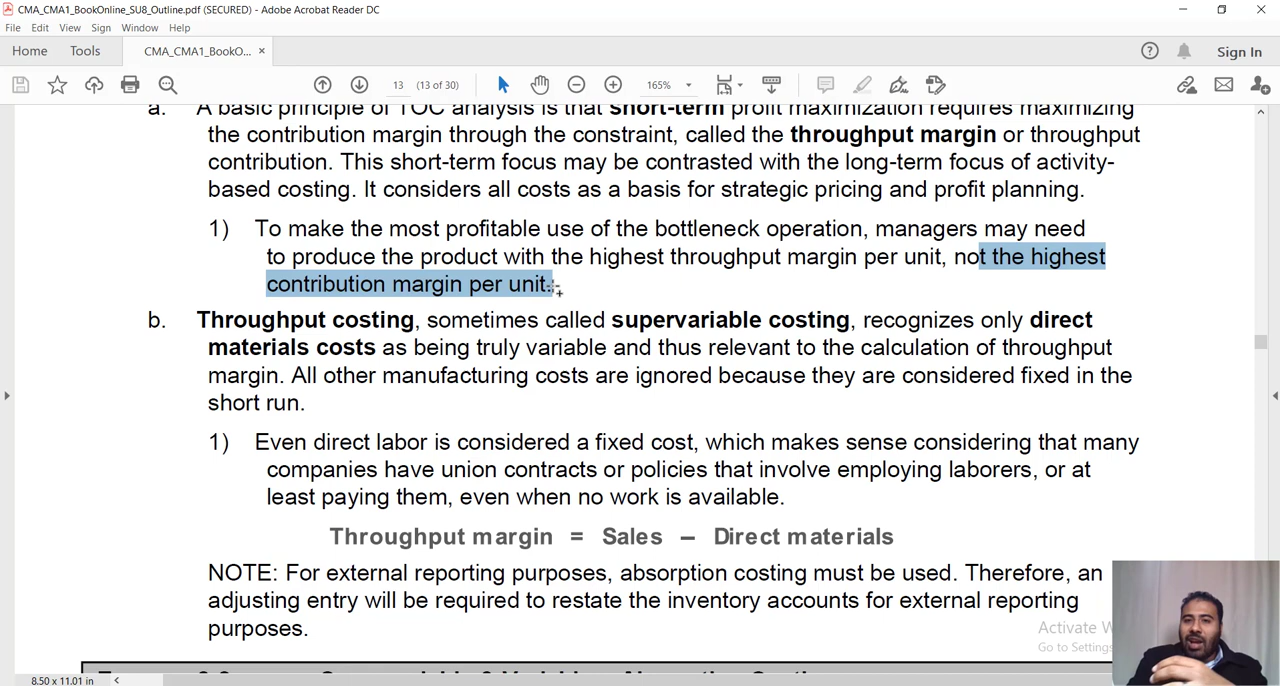 CMA_CMA1_BookOnline_SU8_Outline.pdf (SECURED) - Adobe Acrobat Reader DC
File Edit View Sign Window Help
Home Tools CMA_CMA1_BookO... × Sign In
13 (13 of 30) 165%
a. A basic principle of TOC analysis is that short-term profit maximization requires maximizing
the contribution margin through the constraint, called the throughput margin or throughput
contribution. This short-term focus may be contrasted with the long-term focus of activity-
based costing. It considers all costs as a basis for strategic pricing and profit planning.
1) To make the most profitable use of the bottleneck operation, managers may need
to produce the product with the highest throughput margin per unit, not the highest
contribution margin per unit.
b. Throughput costing, sometimes called supervariable costing, recognizes only direct
materials costs as being truly variable and thus relevant to the calculation of throughput
margin. All other manufacturing costs are ignored because they are considered fixed in the
short run.
1) Even direct labor is considered a fixed cost, which makes sense considering that many
companies have union contracts or policies that involve employing laborers, or at
least paying them, even when no work is available.
Throughput margin = Sales – Direct materials
NOTE: For external reporting purposes, absorption costing must be used. Therefore, an
adjusting entry will be required to restate the inventory accounts for external reporting
purposes.
Activate W
Go to Settings
8.50 x 11.01 in